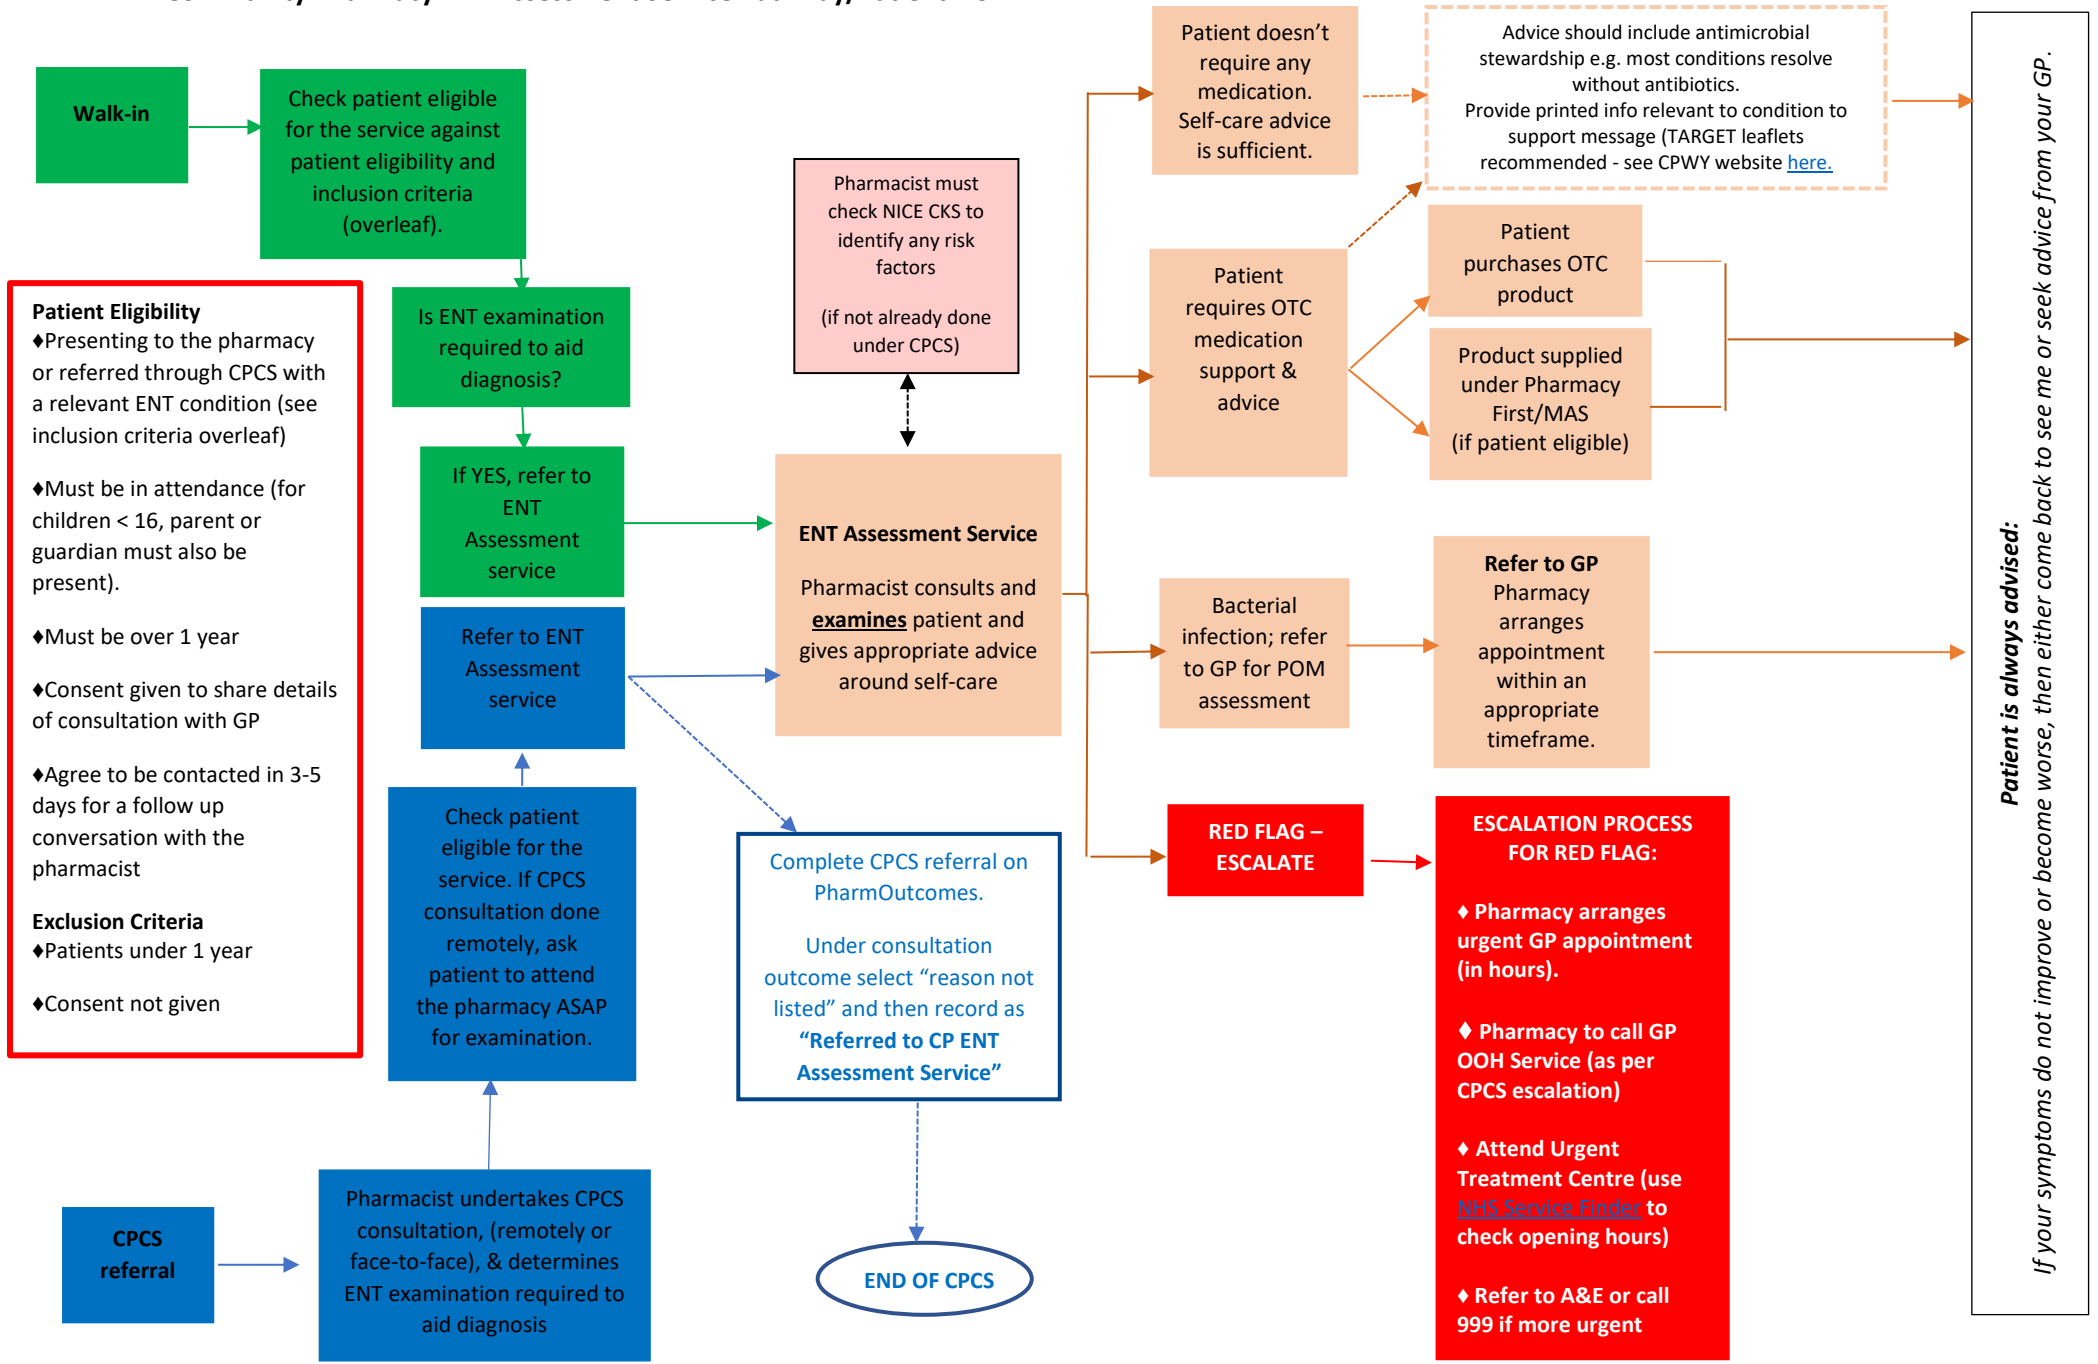 Walk-in
Check patient eligible
for the service against
patient eligibility and
inclusion criteria
(overleaf).
Is ENT examination
required to aid
diagnosis?
If YES, refer to
ENT
Assessment
service
Patient Eligibility
♦Presenting to the pharmacy
or referred through CPCS with
a relevant ENT condition (see
inclusion criteria overleaf)
♦Must be in attendance (for
children < 16, parent or
guardian must also be
present).
♦Must be over 1 year
♦Consent given to share details
of consultation with GP
♦Agree to be contacted in 3-5
days for a follow up
conversation with the
pharmacist
Exclusion Criteria
♦Patients under 1 year
♦Consent not given
Refer to ENT
Assessment
service
Check patient
eligible for the
service. If CPCS
consultation done
remotely, ask
patient to attend
the pharmacy ASAP
for examination.
CPCS
referral
Pharmacist undertakes CPCS
consultation, (remotely or
face-to-face), & determines
ENT examination required to
aid diagnosis
Pharmacist must
check NICE CKS to
identify any risk
factors
(if not already done
under CPCS)
ENT Assessment Service
Pharmacist consults and
examines patient and
gives appropriate advice
around self-care
Complete CPCS referral on
PharmOutcomes.
Under consultation
outcome select “reason not
listed” and then record as
“Referred to CP ENT
Assessment Service”
END OF CPCS
Patient doesn’t
require any
medication.
Self-care advice
is sufficient.
Advice should include antimicrobial
stewardship e.g. most conditions resolve
without antibiotics.
Provide printed info relevant to condition to
support message (TARGET leaflets
recommended - see CPWY website here.
Patient
requires OTC
medication
support &
advice
Patient
purchases OTC
product
Product supplied
under Pharmacy
First/MAS
(if patient eligible)
Bacterial
infection; refer
to GP for POM
assessment
Refer to GP
Pharmacy
arranges
appointment
within an
appropriate
timeframe.
RED FLAG –
ESCALATE
ESCALATION PROCESS
FOR RED FLAG:
♦ Pharmacy arranges
urgent GP appointment
(in hours).
♦ Pharmacy to call GP
OOH Service (as per
CPCS escalation)
♦ Attend Urgent
Treatment Centre (use
NHS Service Finder to
check opening hours)
♦ Refer to A&E or call
999 if more urgent
Patient is always advised:
If your symptoms do not improve or become worse, then either come back to see me or seek advice from your GP.